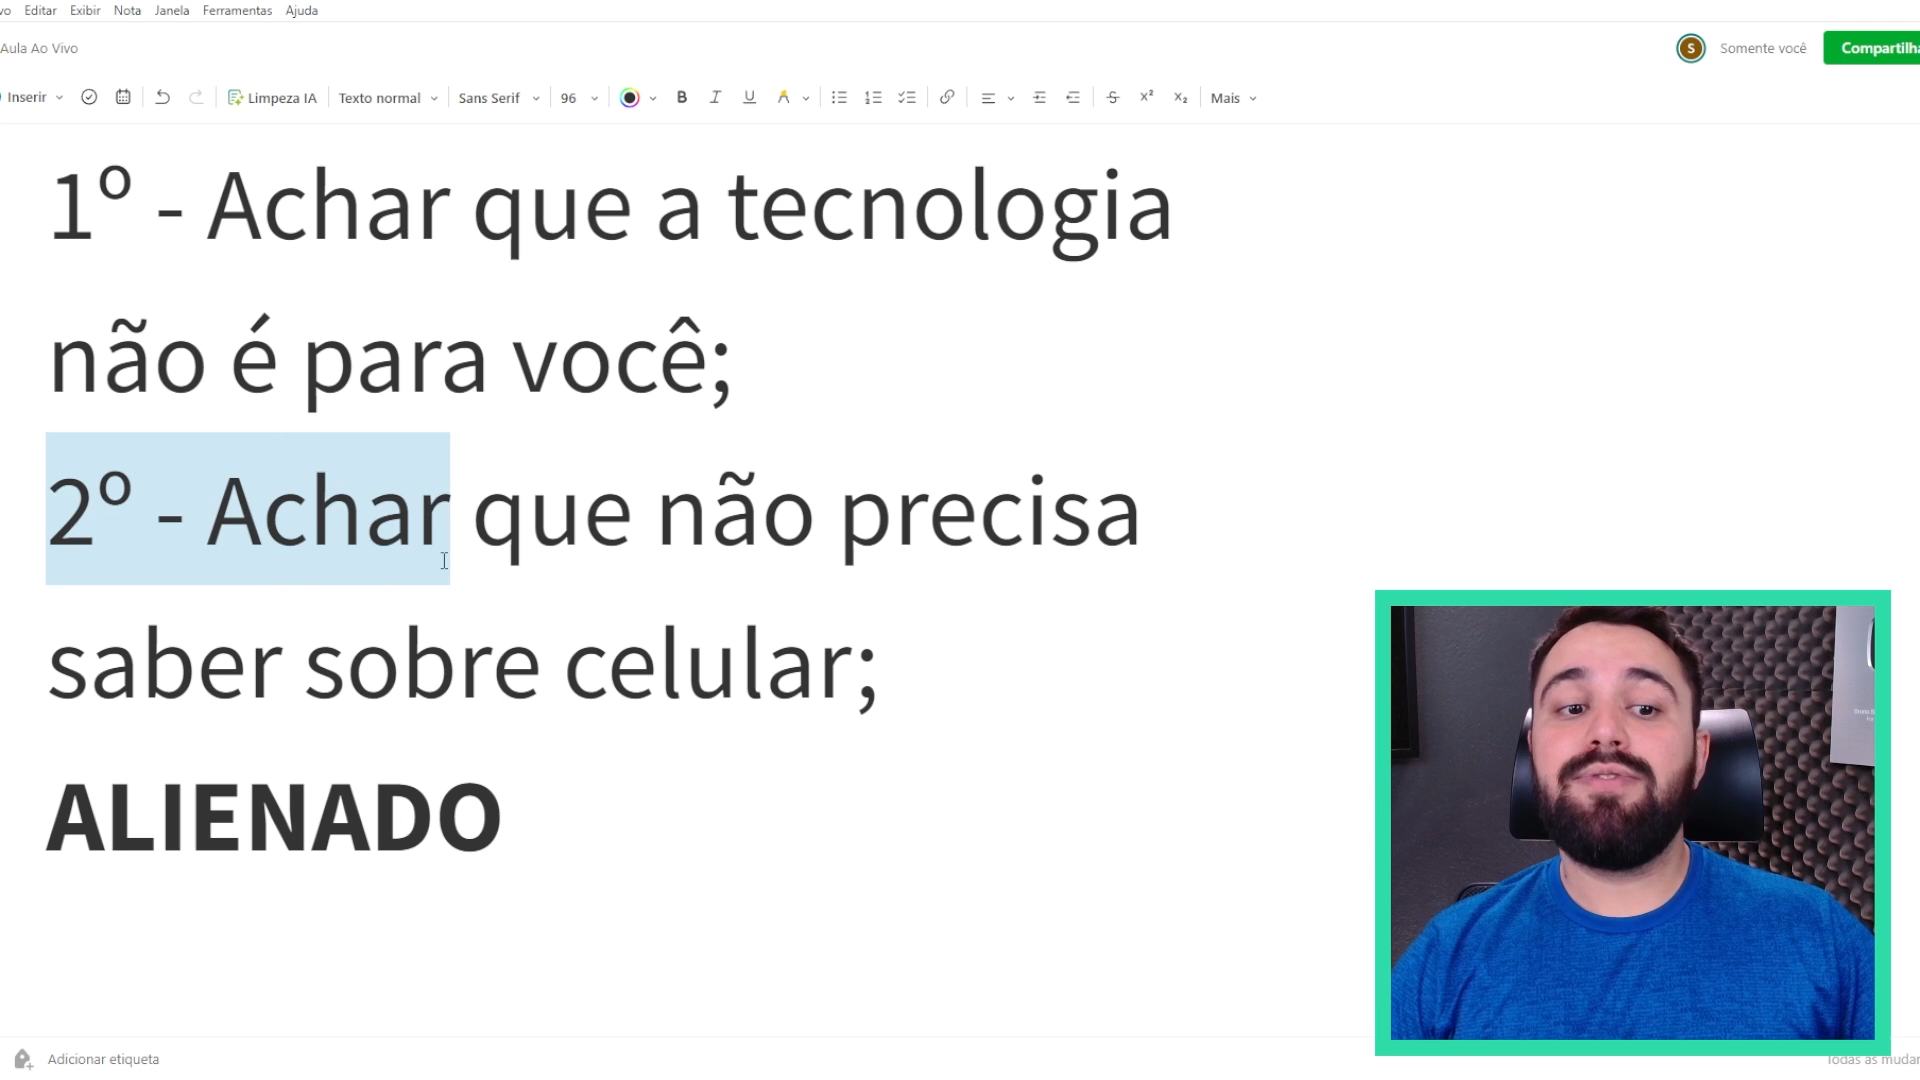 Editar Exibir Nota Janela Ferramentas Ajuda
Aula Ao Vivo
S Somente você
Inserir Limpeza IA Texto normal Sans Serif 96 B I U A x² x₂ Mais
1º - Achar que a tecnologia
não é para você;
2º - Achar que não precisa
saber sobre celular;
ALIENADO
Adicionar etiqueta